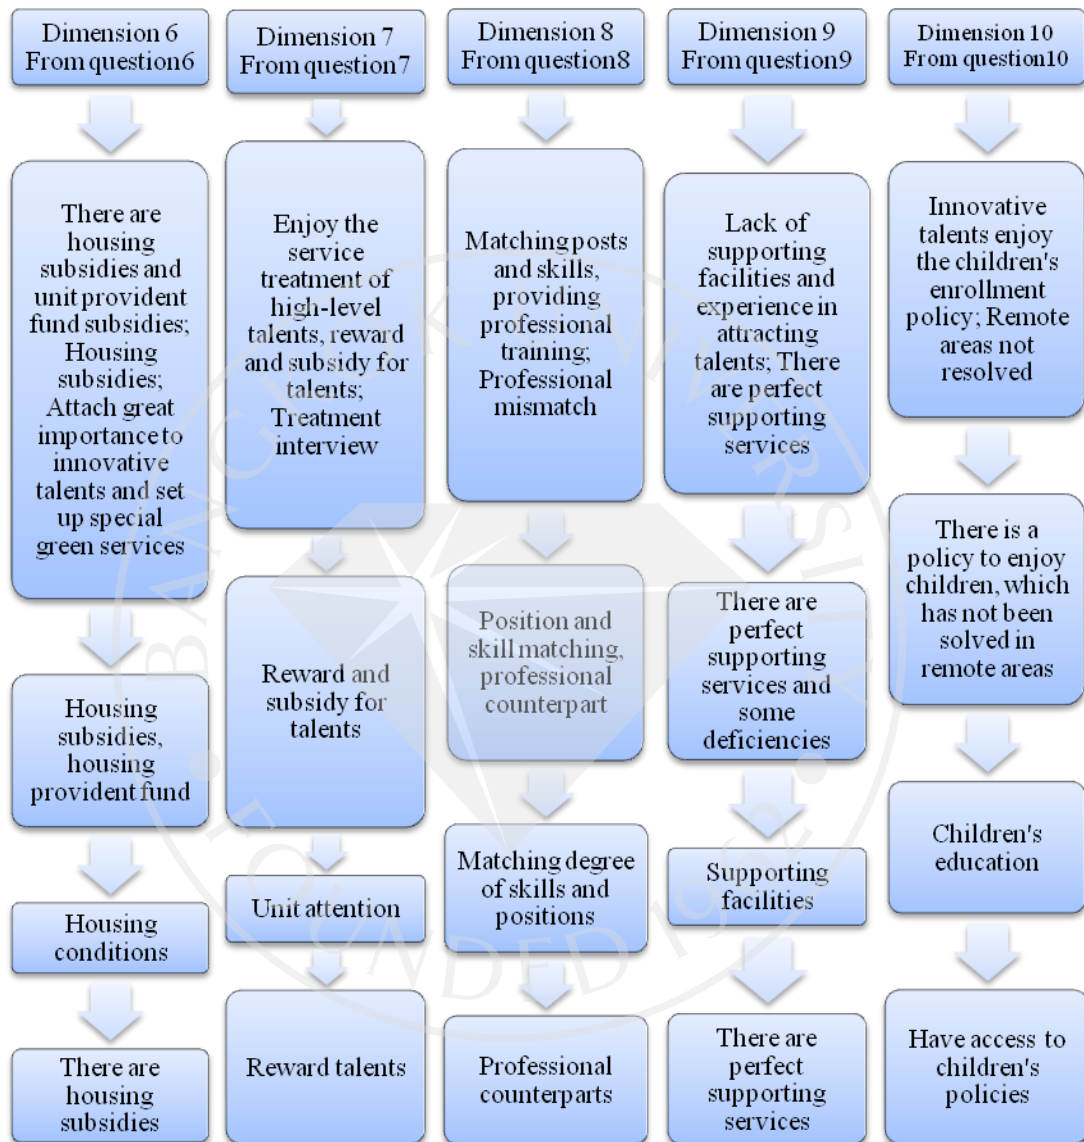 Dimension 6
From question6
There are
housing
subsidies and
unit provident
fund subsidies;
Housing
subsidies;
Attach great
importance to
innovative
talents and set
up special
green services
Housing
subsidies,
housing
provident fund
Housing
conditions
There are
housing
subsidies
Dimension 7
From question7
Enjoy the
service
treatment of
high-level
talents, reward
and subsidy for
talents;
Treatment
interview
Reward and
subsidy for
talents
Unit attention
Reward talents
Dimension 8
From question8
Matching posts
and skills,
providing
professional
training;
Professional
mismatch
Position and
skill matching,
professional
counterpart
Matching degree
of skills and
positions
Professional
counterparts
Dimension 9
From question9
Lack of
supporting
facilities and
experience in
attracting
talents; There
are perfect
supporting
services
There are
perfect
supporting
services and
some
deficiencies
Supporting
facilities
There are
perfect
supporting
services
Dimension 10
From question10
Innovative
talents enjoy
the children's
enrollment
policy; Remote
areas not
resolved
There is a
policy to enjoy
children, which
has not been
solved in
remote areas
Children's
education
Have access to
children's
policies
BANGKOK UNIVERSITY
FOUNDED 1962